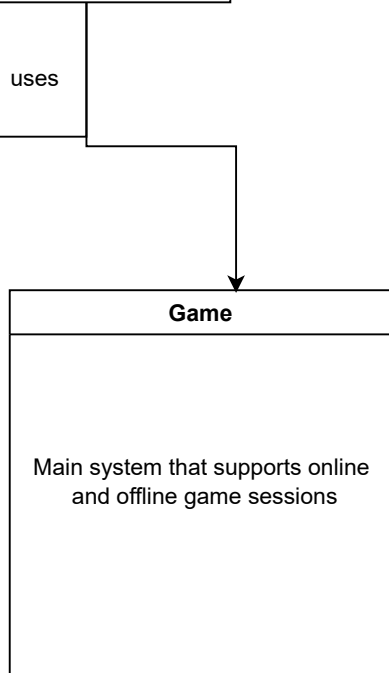 uses
Game
Main system that supports online
and offline game sessions